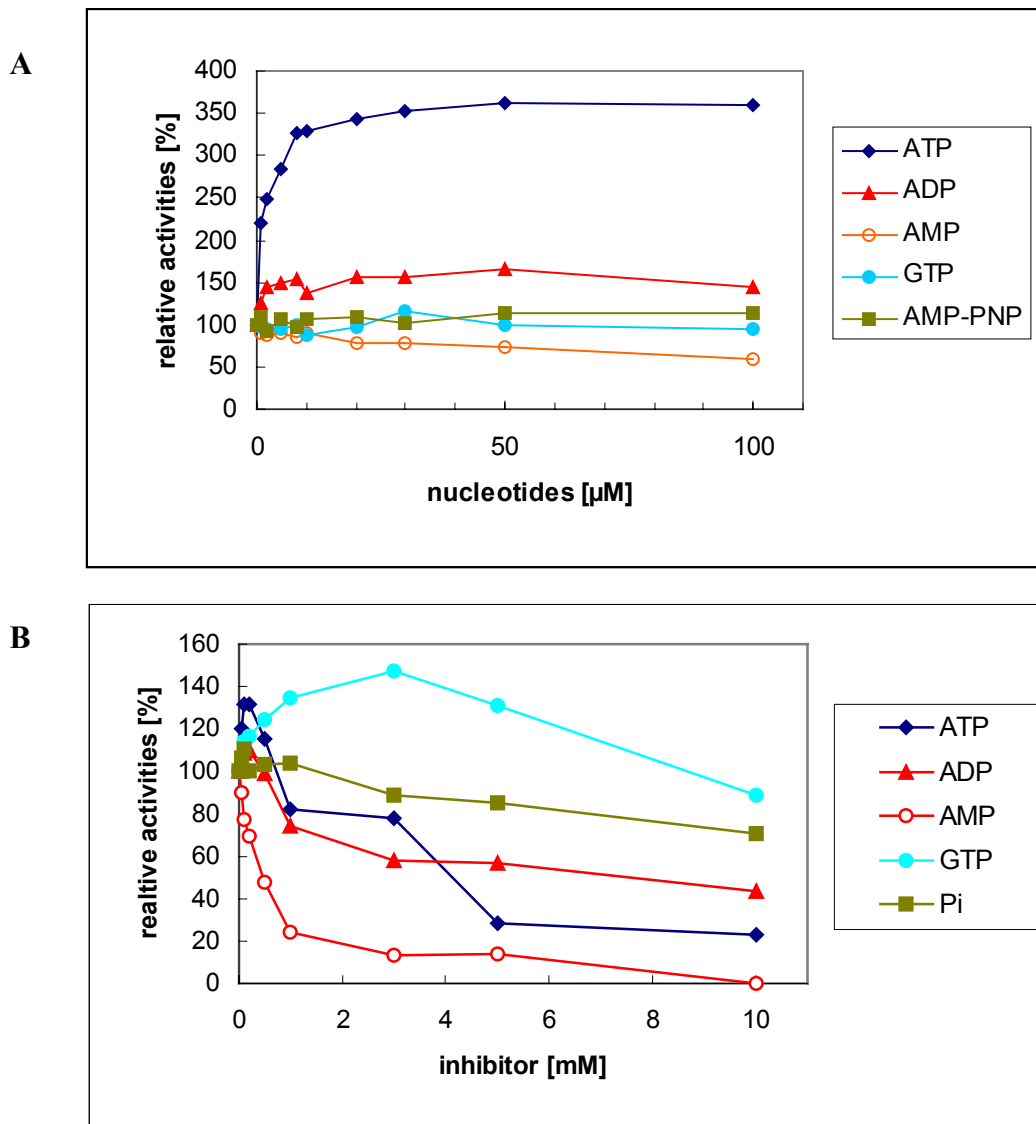 A
400
350
300
250
200
150
100
50
0
relative activities [%]
0 50 100
nucleotides [µM]
ATP
ADP
AMP
GTP
AMP-PNP
B
160
140
120
100
80
60
40
20
0
realtive activities [%]
0 2 4 6 8 10
inhibitor [mM]
ATP
ADP
AMP
GTP
Pi